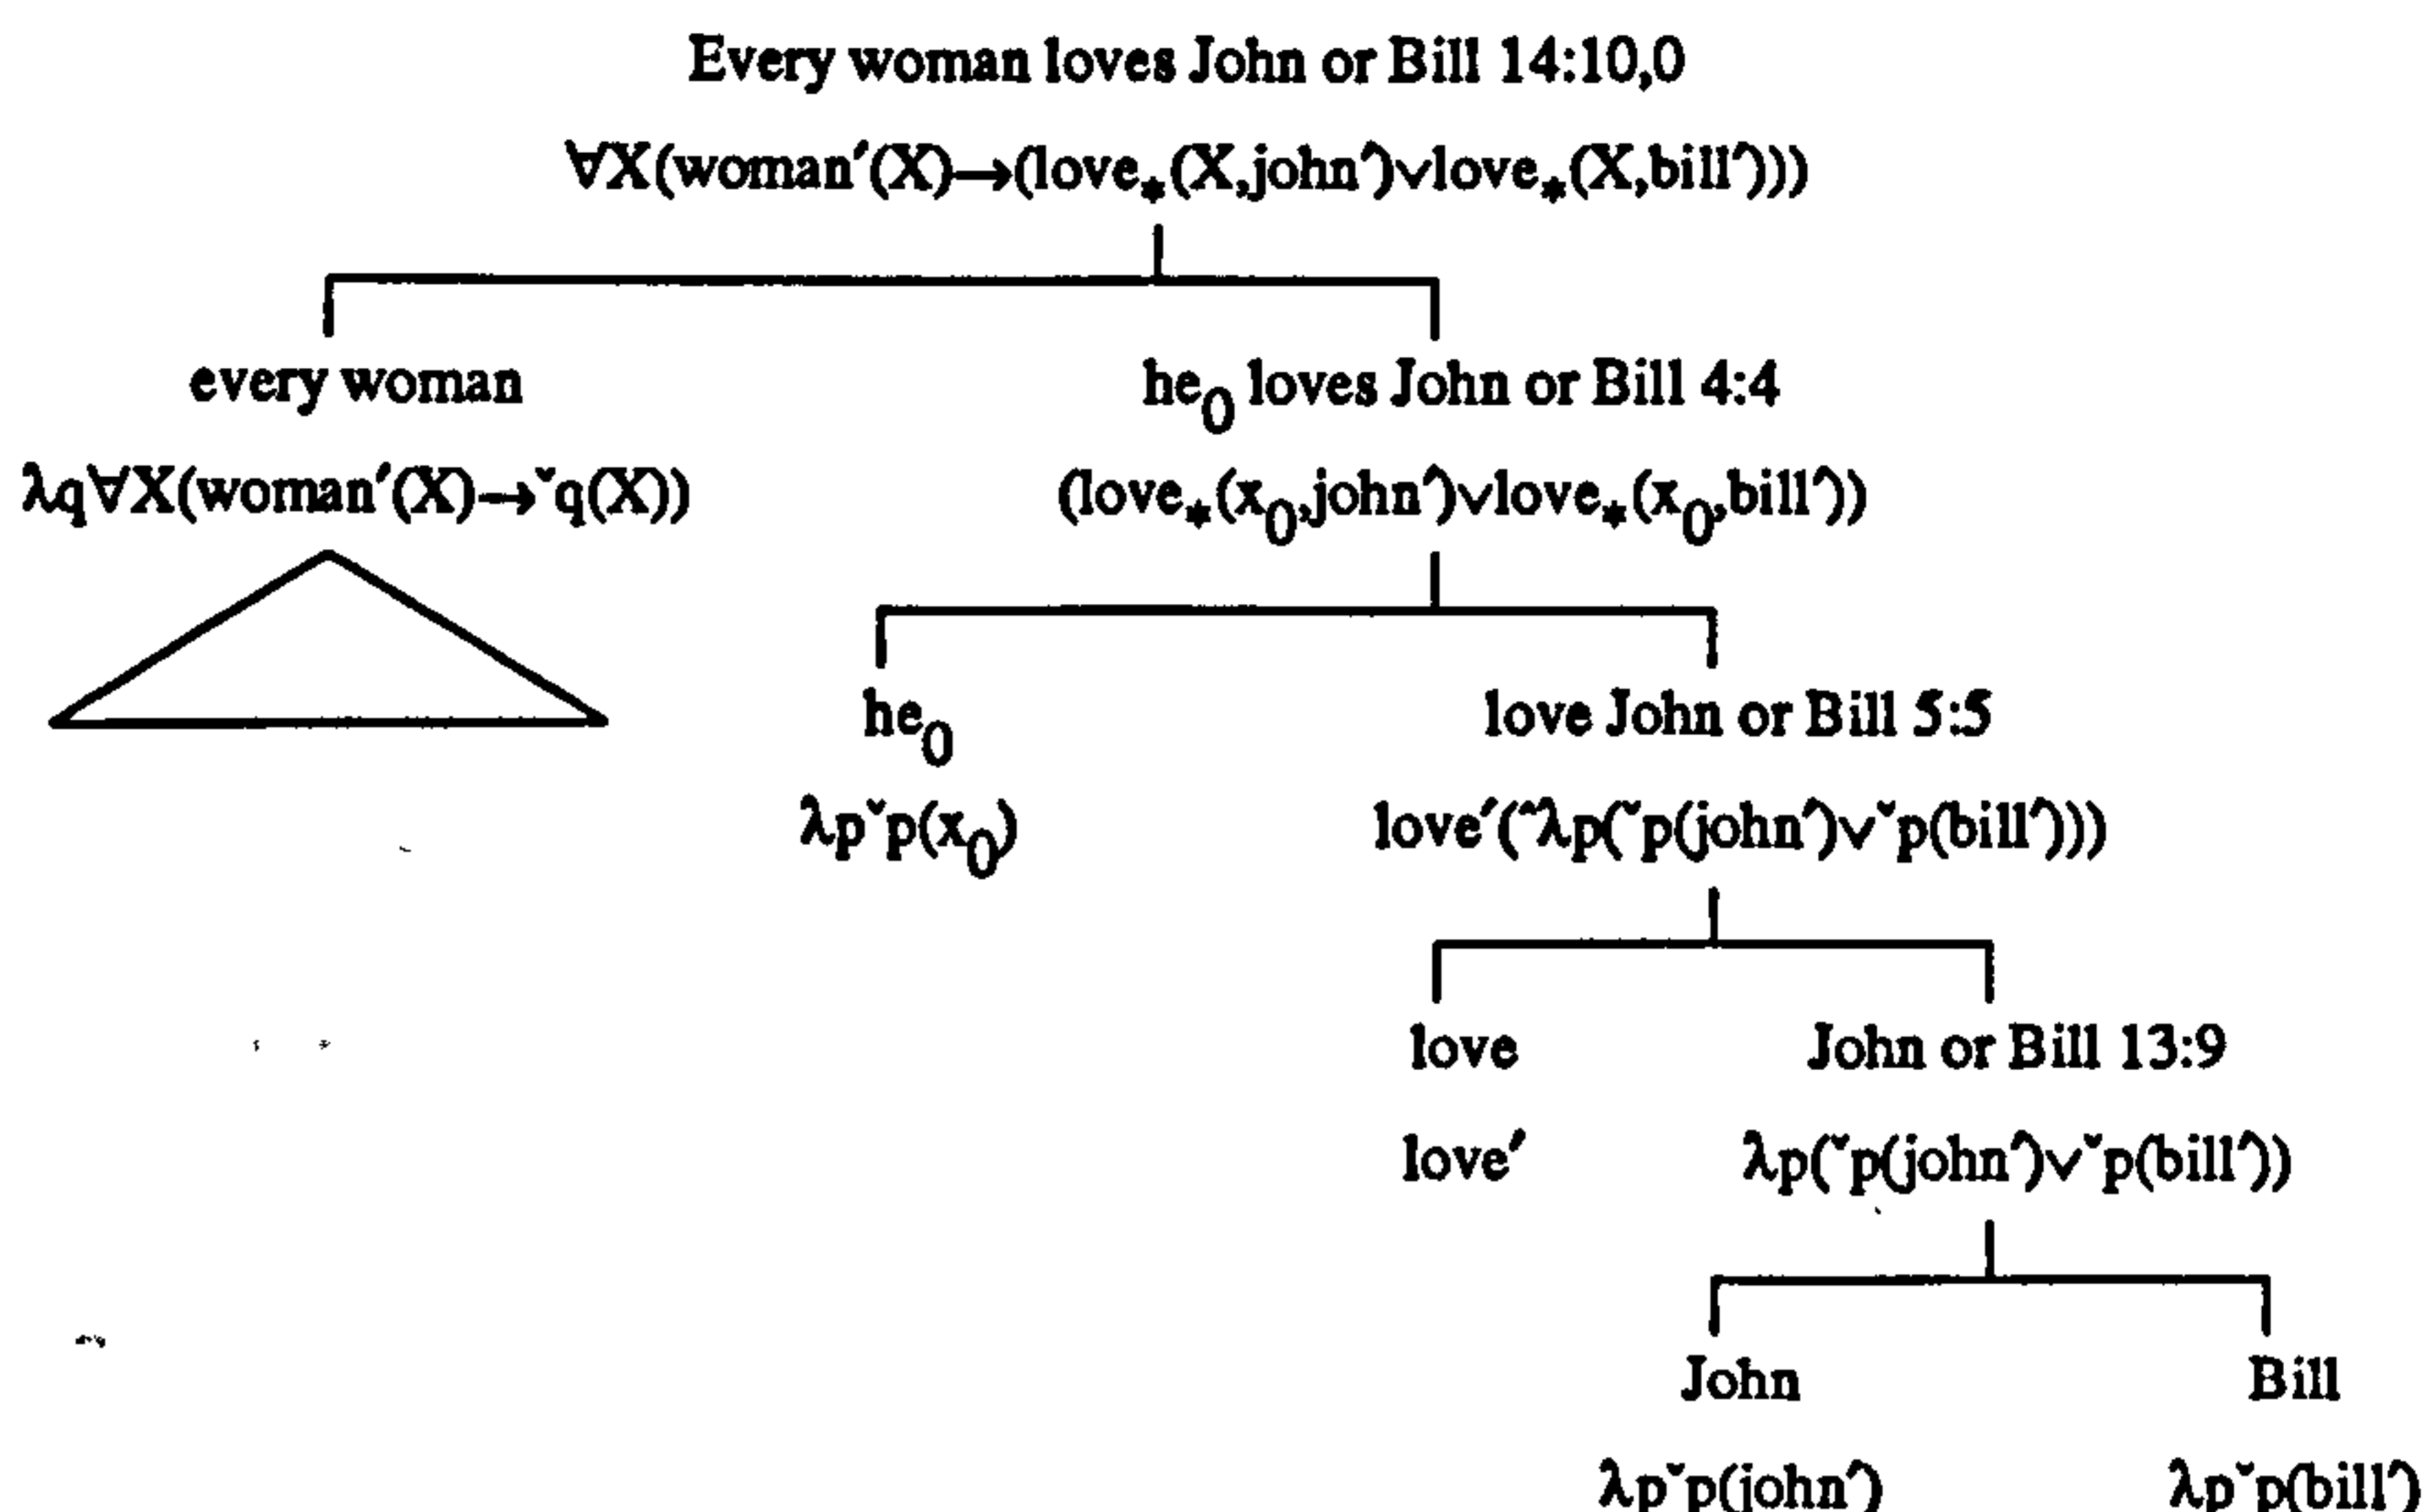 Every woman loves John or Bill 14:10,0
∀X(woman′(X)→(love⁎(X,john′)∨love⁎(X,bill′)))
every woman
he₀ loves John or Bill 4:4
λq∀X(woman′(X)→ˇq(X))
(love⁎(x₀,john′)∨love⁎(x₀,bill′))
he₀
love John or Bill 5:5
λpˇp(x₀)
love′(ˆλp(ˇp(john′)∨ˇp(bill′)))
love
John or Bill 13:9
love′
λp(ˇp(john′)∨ˇp(bill′))
John
Bill
λpˇp(john′)
λpˇp(bill′)